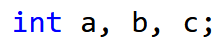 int a, b, c;